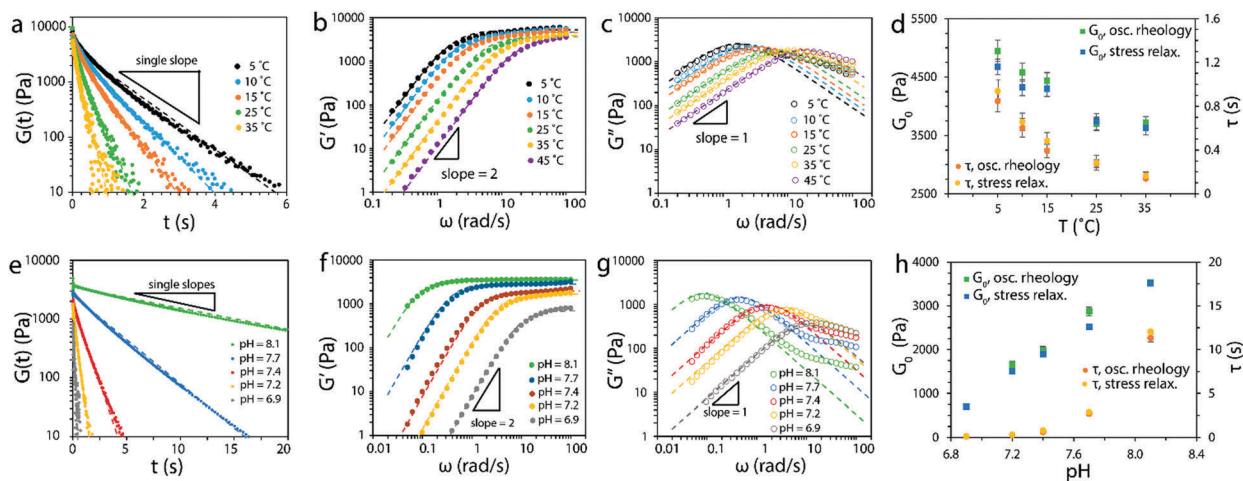 a
10000
1000
100
10
G(t) (Pa)
0 2 4 6
t (s)
single slope
5 ˚C
10 ˚C
15 ˚C
25 ˚C
35 ˚C
b
10000
1000
100
10
1
G' (Pa)
0.1 1 10 100
ω (rad/s)
5 ˚C
10 ˚C
15 ˚C
25 ˚C
35 ˚C
45 ˚C
slope = 2
c
10000
1000
100
10
1
G" (Pa)
0.1 1 10 100
ω (rad/s)
slope = 1
5 ˚C
10 ˚C
15 ˚C
25 ˚C
35 ˚C
45 ˚C
d
5500
4500
3500
2500
G₀ (Pa)
5 15 25 35
T (˚C)
1.6
1.2
0.8
0.4
0
τ (s)
G₀, osc. rheology
G₀, stress relax.
τ, osc. rheology
τ, stress relax.
e
10000
1000
100
10
G(t) (Pa)
0 5 10 15 20
t (s)
single slopes
pH = 8.1
pH = 7.7
pH = 7.4
pH = 7.2
pH = 6.9
f
10000
1000
100
10
1
G' (Pa)
0.01 0.1 1 10 100
ω (rad/s)
pH = 8.1
pH = 7.7
pH = 7.4
pH = 7.2
pH = 6.9
slope = 2
g
10000
1000
100
10
1
G" (Pa)
0.01 0.1 1 10 100
ω (rad/s)
slope = 1
pH = 8.1
pH = 7.7
pH = 7.4
pH = 7.2
pH = 6.9
h
4000
3000
2000
1000
0
G₀ (Pa)
6.8 7.2 7.6 8.0 8.4
pH
20
15
10
5
0
τ (s)
G₀, osc. rheology
G₀, stress relax.
τ, osc. rheology
τ, stress relax.